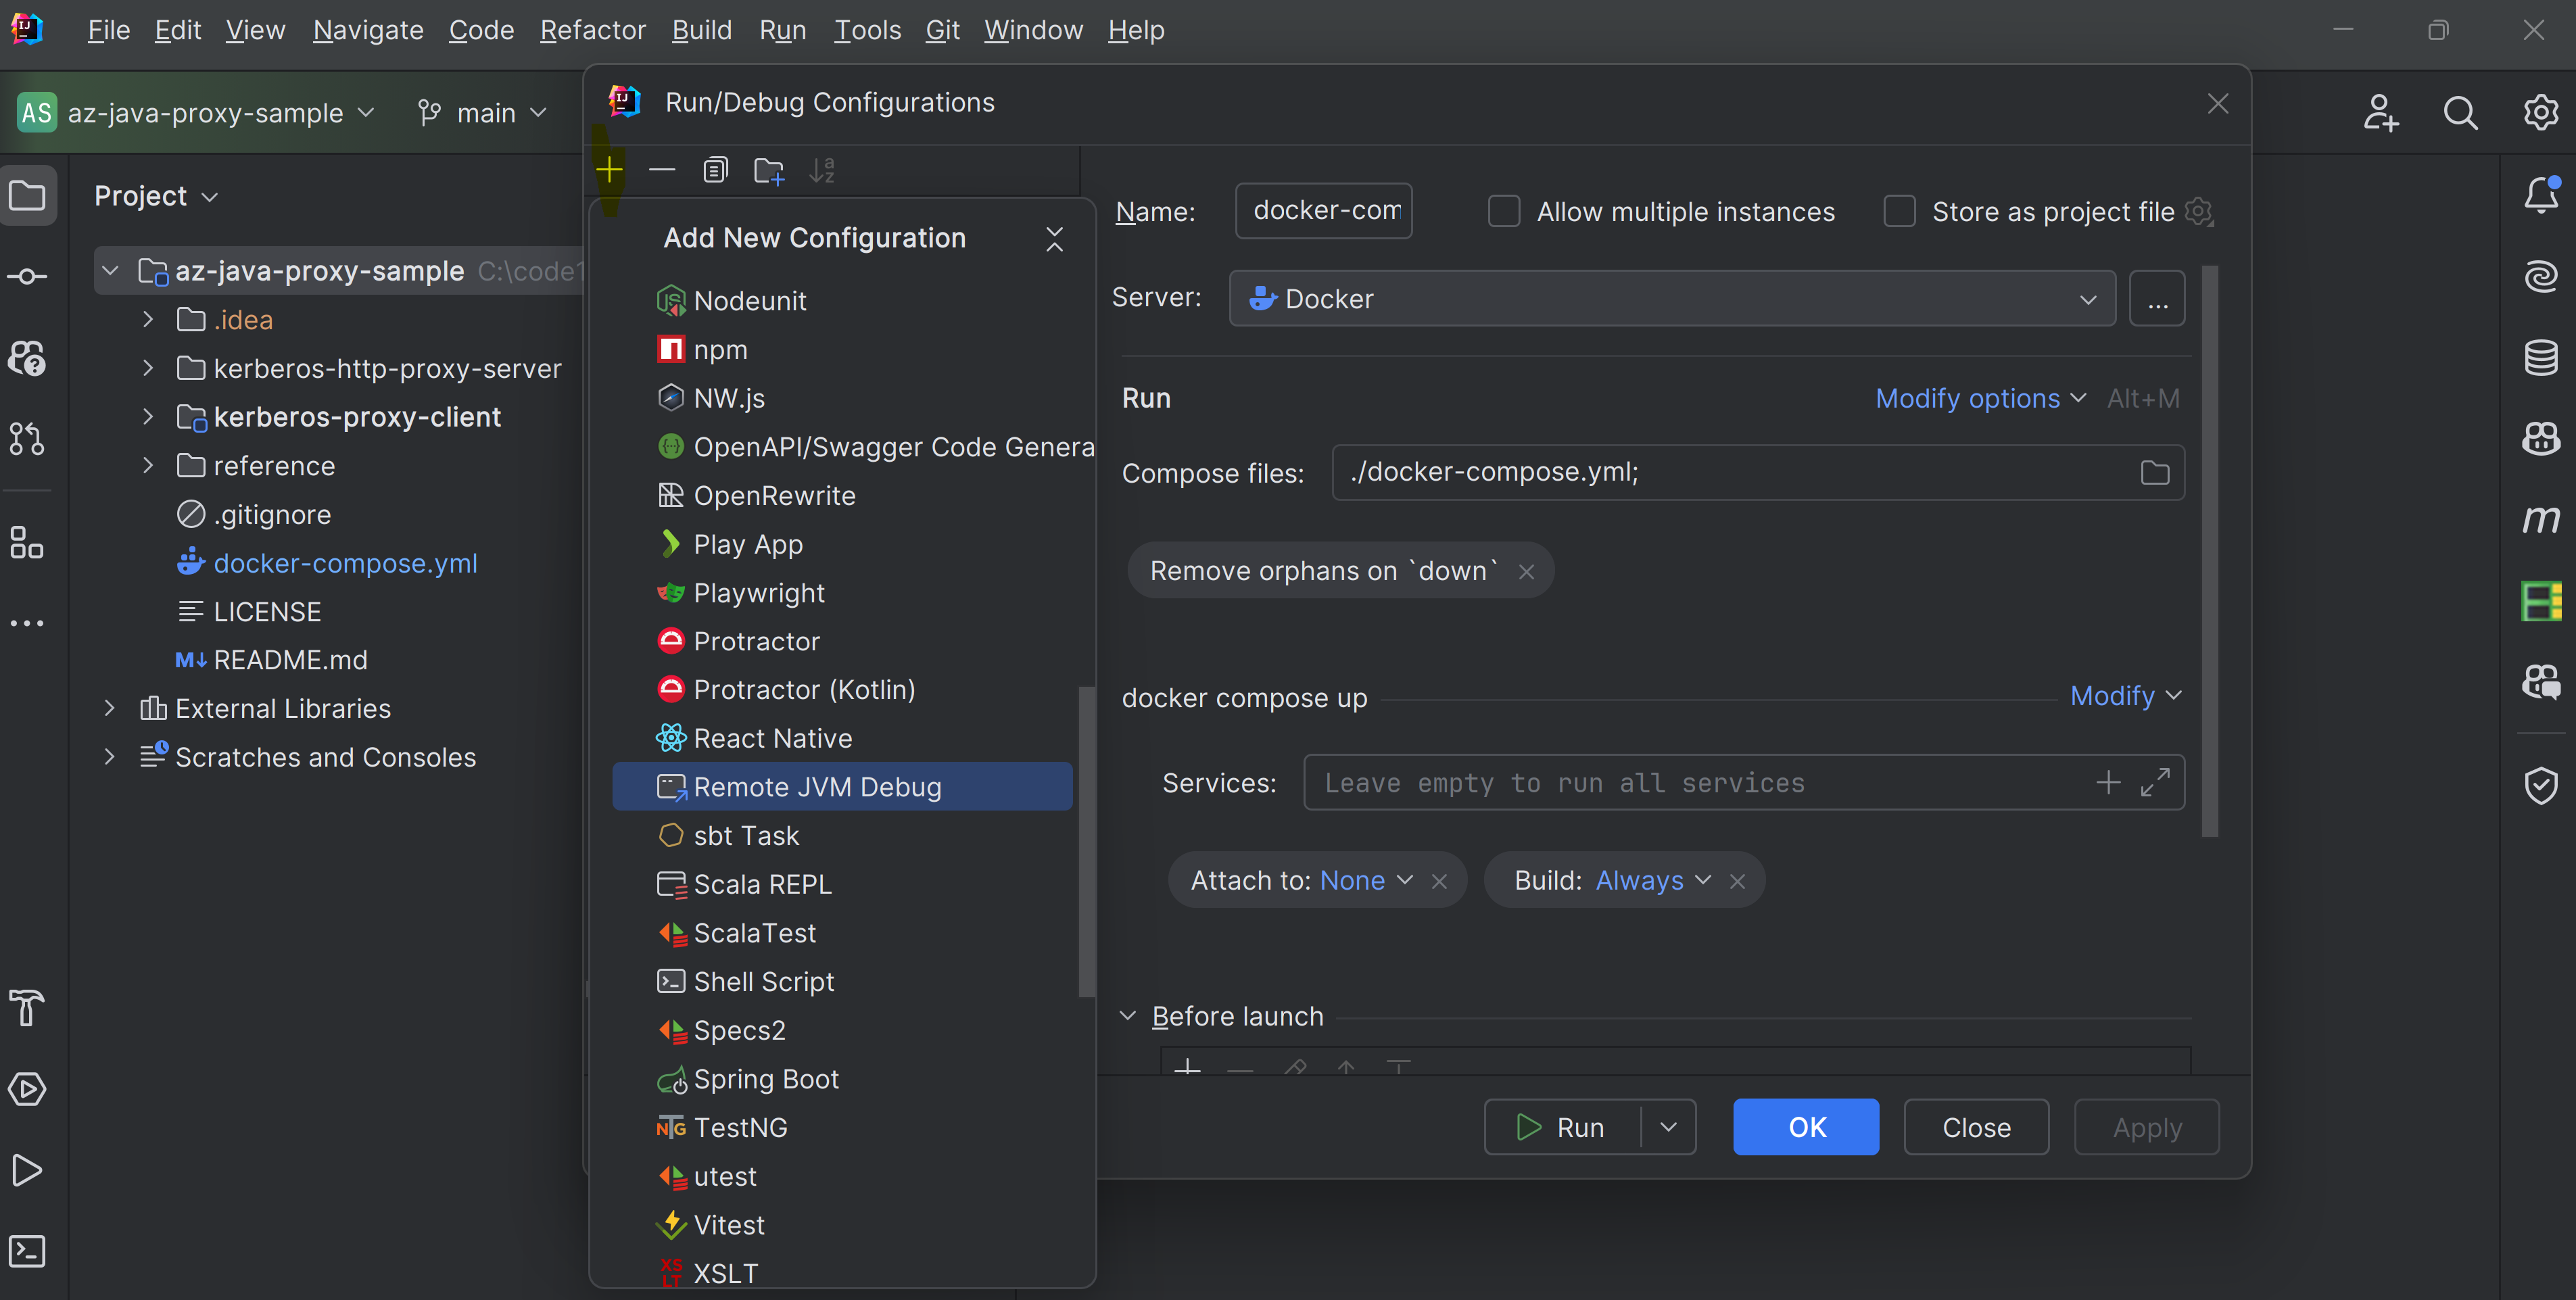 File Edit View Navigate Code Refactor Build Run Tools Git Window Help
AS az-java-proxy-sample main
Project
az-java-proxy-sample C:\code1
.idea
kerberos-http-proxy-server
kerberos-proxy-client
reference
.gitignore
docker-compose.yml
LICENSE
M↓ README.md
External Libraries
Scratches and Consoles
Run/Debug Configurations
Add New Configuration
Nodeunit
npm
NW.js
OpenAPI/Swagger Code Genera
OpenRewrite
Play App
Playwright
Protractor
Protractor (Kotlin)
React Native
Remote JVM Debug
sbt Task
Scala REPL
ScalaTest
Shell Script
Specs2
Spring Boot
TestNG
utest
Vitest
XSLT
Name: docker-com Allow multiple instances Store as project file
Server: Docker ...
Run Modify options Alt+M
Compose files: ./docker-compose.yml;
Remove orphans on `down`
docker compose up Modify
Services: Leave empty to run all services
Attach to: None Build: Always
Before launch
Run OK Close Apply